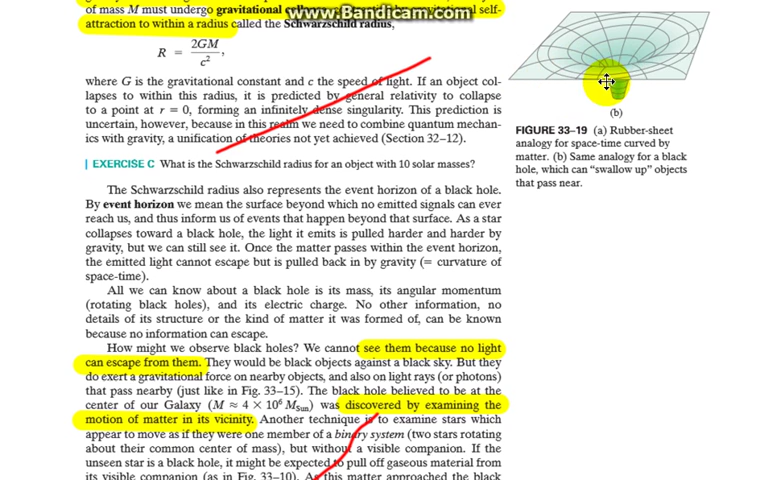 of mass M must undergo gravitational self-
attraction to within a radius called the Schwarzschild radius,
www.Bandicam.com
R = 2GM / c²,
where G is the gravitational constant and c the speed of light. If an object col-
lapses to within this radius, it is predicted by general relativity to collapse
to a point at r = 0, forming an infinitely dense singularity. This prediction is
uncertain, however, because in this realm we need to combine quantum mechan-
ics with gravity, a unification of theories not yet achieved (Section 32–12).
| EXERCISE C What is the Schwarzschild radius for an object with 10 solar masses?
The Schwarzschild radius also represents the event horizon of a black hole.
By event horizon we mean the surface beyond which no emitted signals can ever
reach us, and thus inform us of events that happen beyond that surface. As a star
collapses toward a black hole, the light it emits is pulled harder and harder by
gravity, but we can still see it. Once the matter passes within the event horizon,
the emitted light cannot escape but is pulled back in by gravity (= curvature of
space-time).
All we can know about a black hole is its mass, its angular momentum
(rotating black holes), and its electric charge. No other information, no
details of its structure or the kind of matter it was formed of, can be known
because no information can escape.
How might we observe black holes? We cannot see them because no light
can escape from them. They would be black objects against a black sky. But they
do exert a gravitational force on nearby objects, and also on light rays (or photons)
that pass nearby (just like in Fig. 33–15). The black hole believed to be at the
center of our Galaxy (M ≈ 4 × 10⁶ MSun) was discovered by examining the
motion of matter in its vicinity. Another technique is to examine stars which
appear to move as if they were one member of a binary system (two stars rotating
about their common center of mass), but without a visible companion. If the
unseen star is a black hole, it might be expected to pull off gaseous material from
its visible companion (as in Fig. 33–10). As this matter approached the black
(b)
FIGURE 33–19 (a) Rubber-sheet
analogy for space-time curved by
matter. (b) Same analogy for a black
hole, which can “swallow up” objects
that pass near.